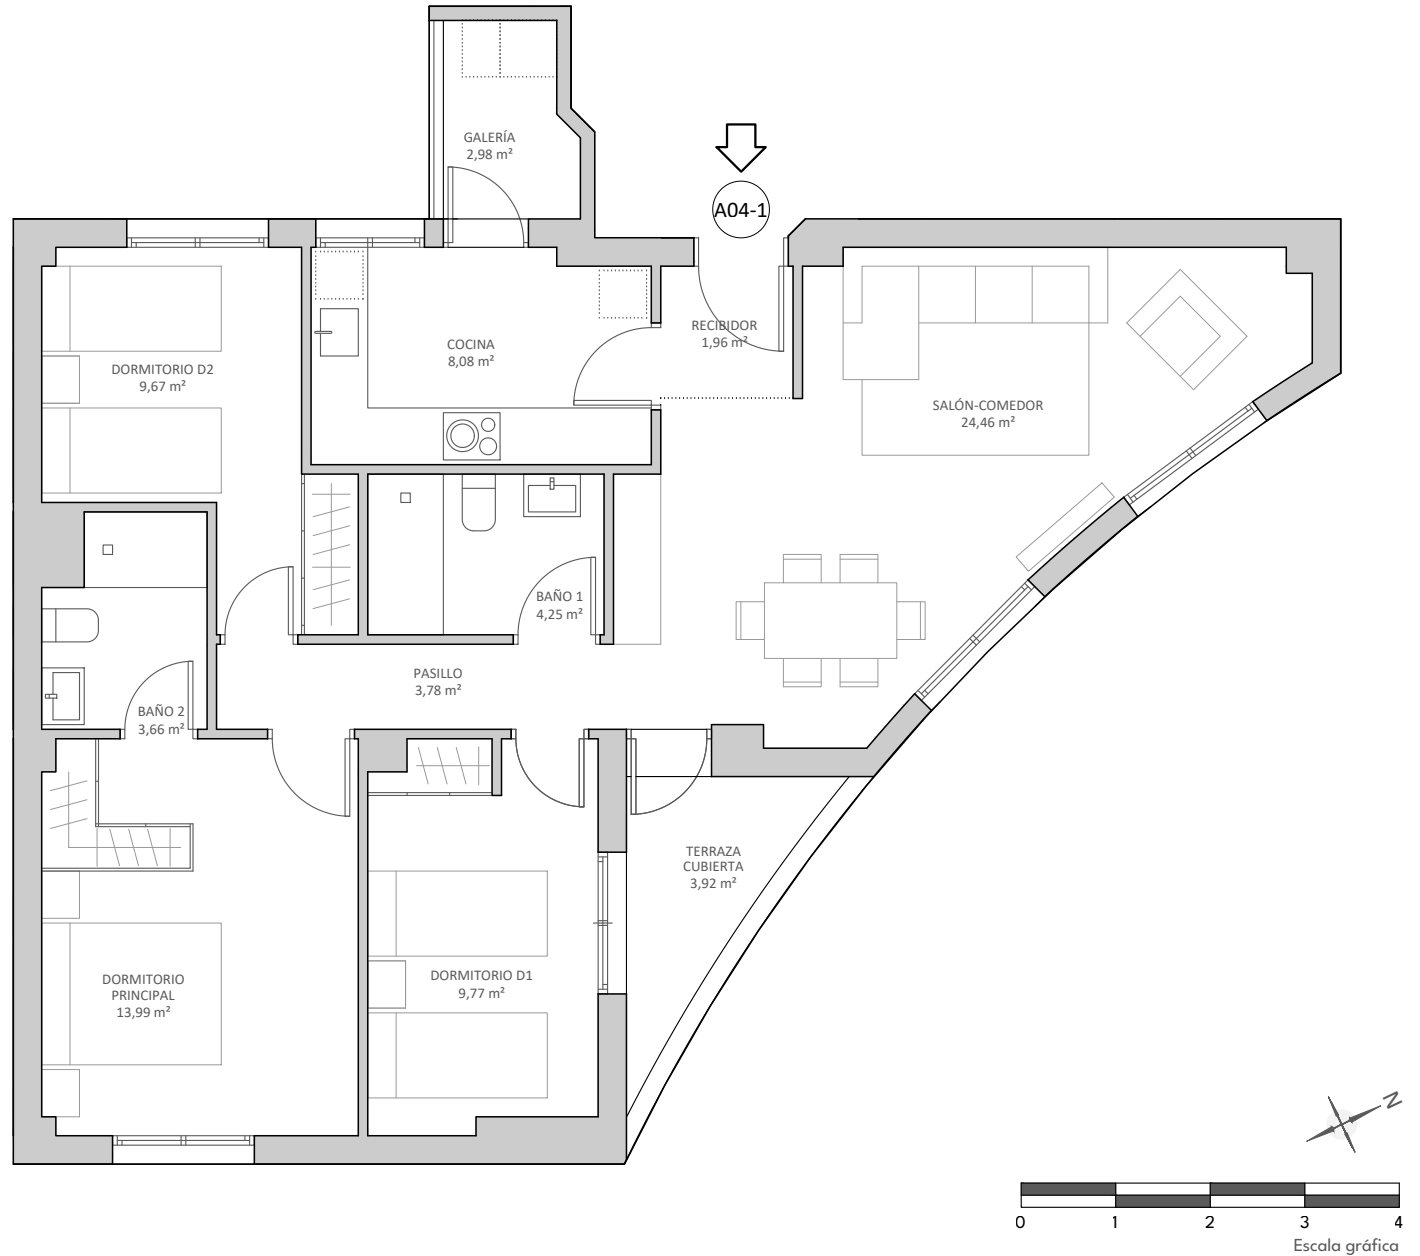 GALERÍA
2,98 m²
A04-1
RECIBIDOR
1,96 m²
COCINA
8,08 m²
DORMITORIO D2
9,67 m²
SALÓN-COMEDOR
24,46 m²
BAÑO 1
4,25 m²
PASILLO
3,78 m²
BAÑO 2
3,66 m²
TERRAZA
CUBIERTA
3,92 m²
DORMITORIO
PRINCIPAL
13,99 m²
DORMITORIO D1
9,77 m²
N
0 1 2 3 4
Escala gráfica